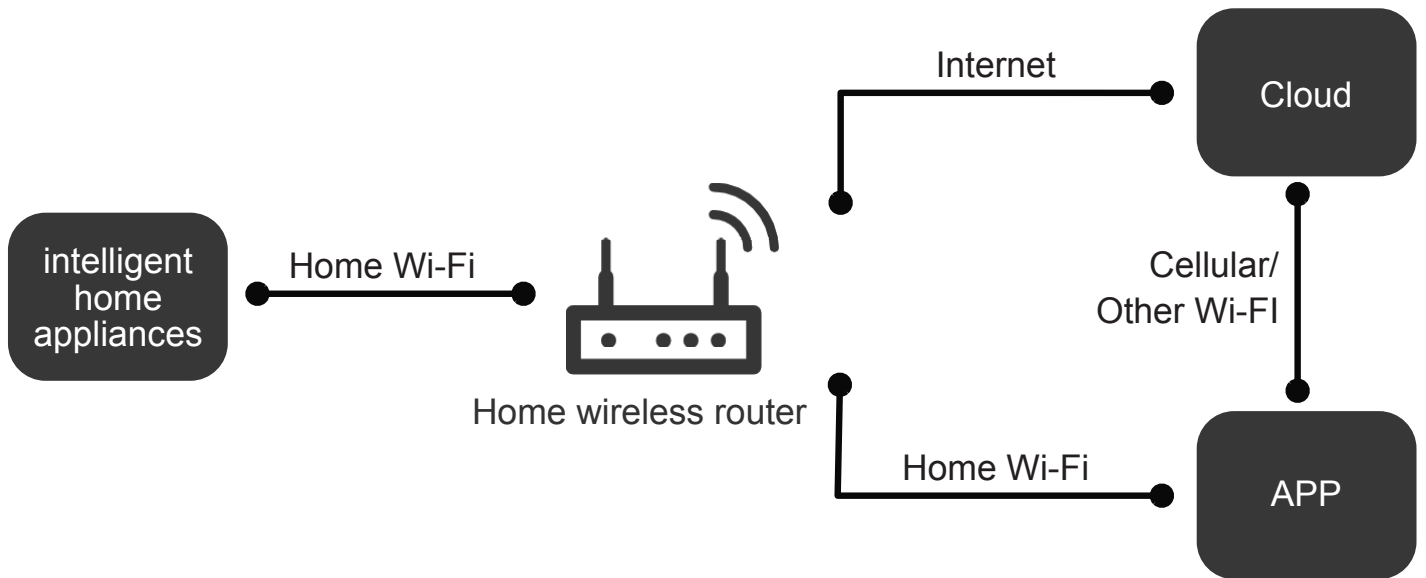 Internet
Cloud
intelligent
home
appliances
Home Wi-Fi
Cellular/
Other Wi-FI
Home wireless router
Home Wi-Fi
APP